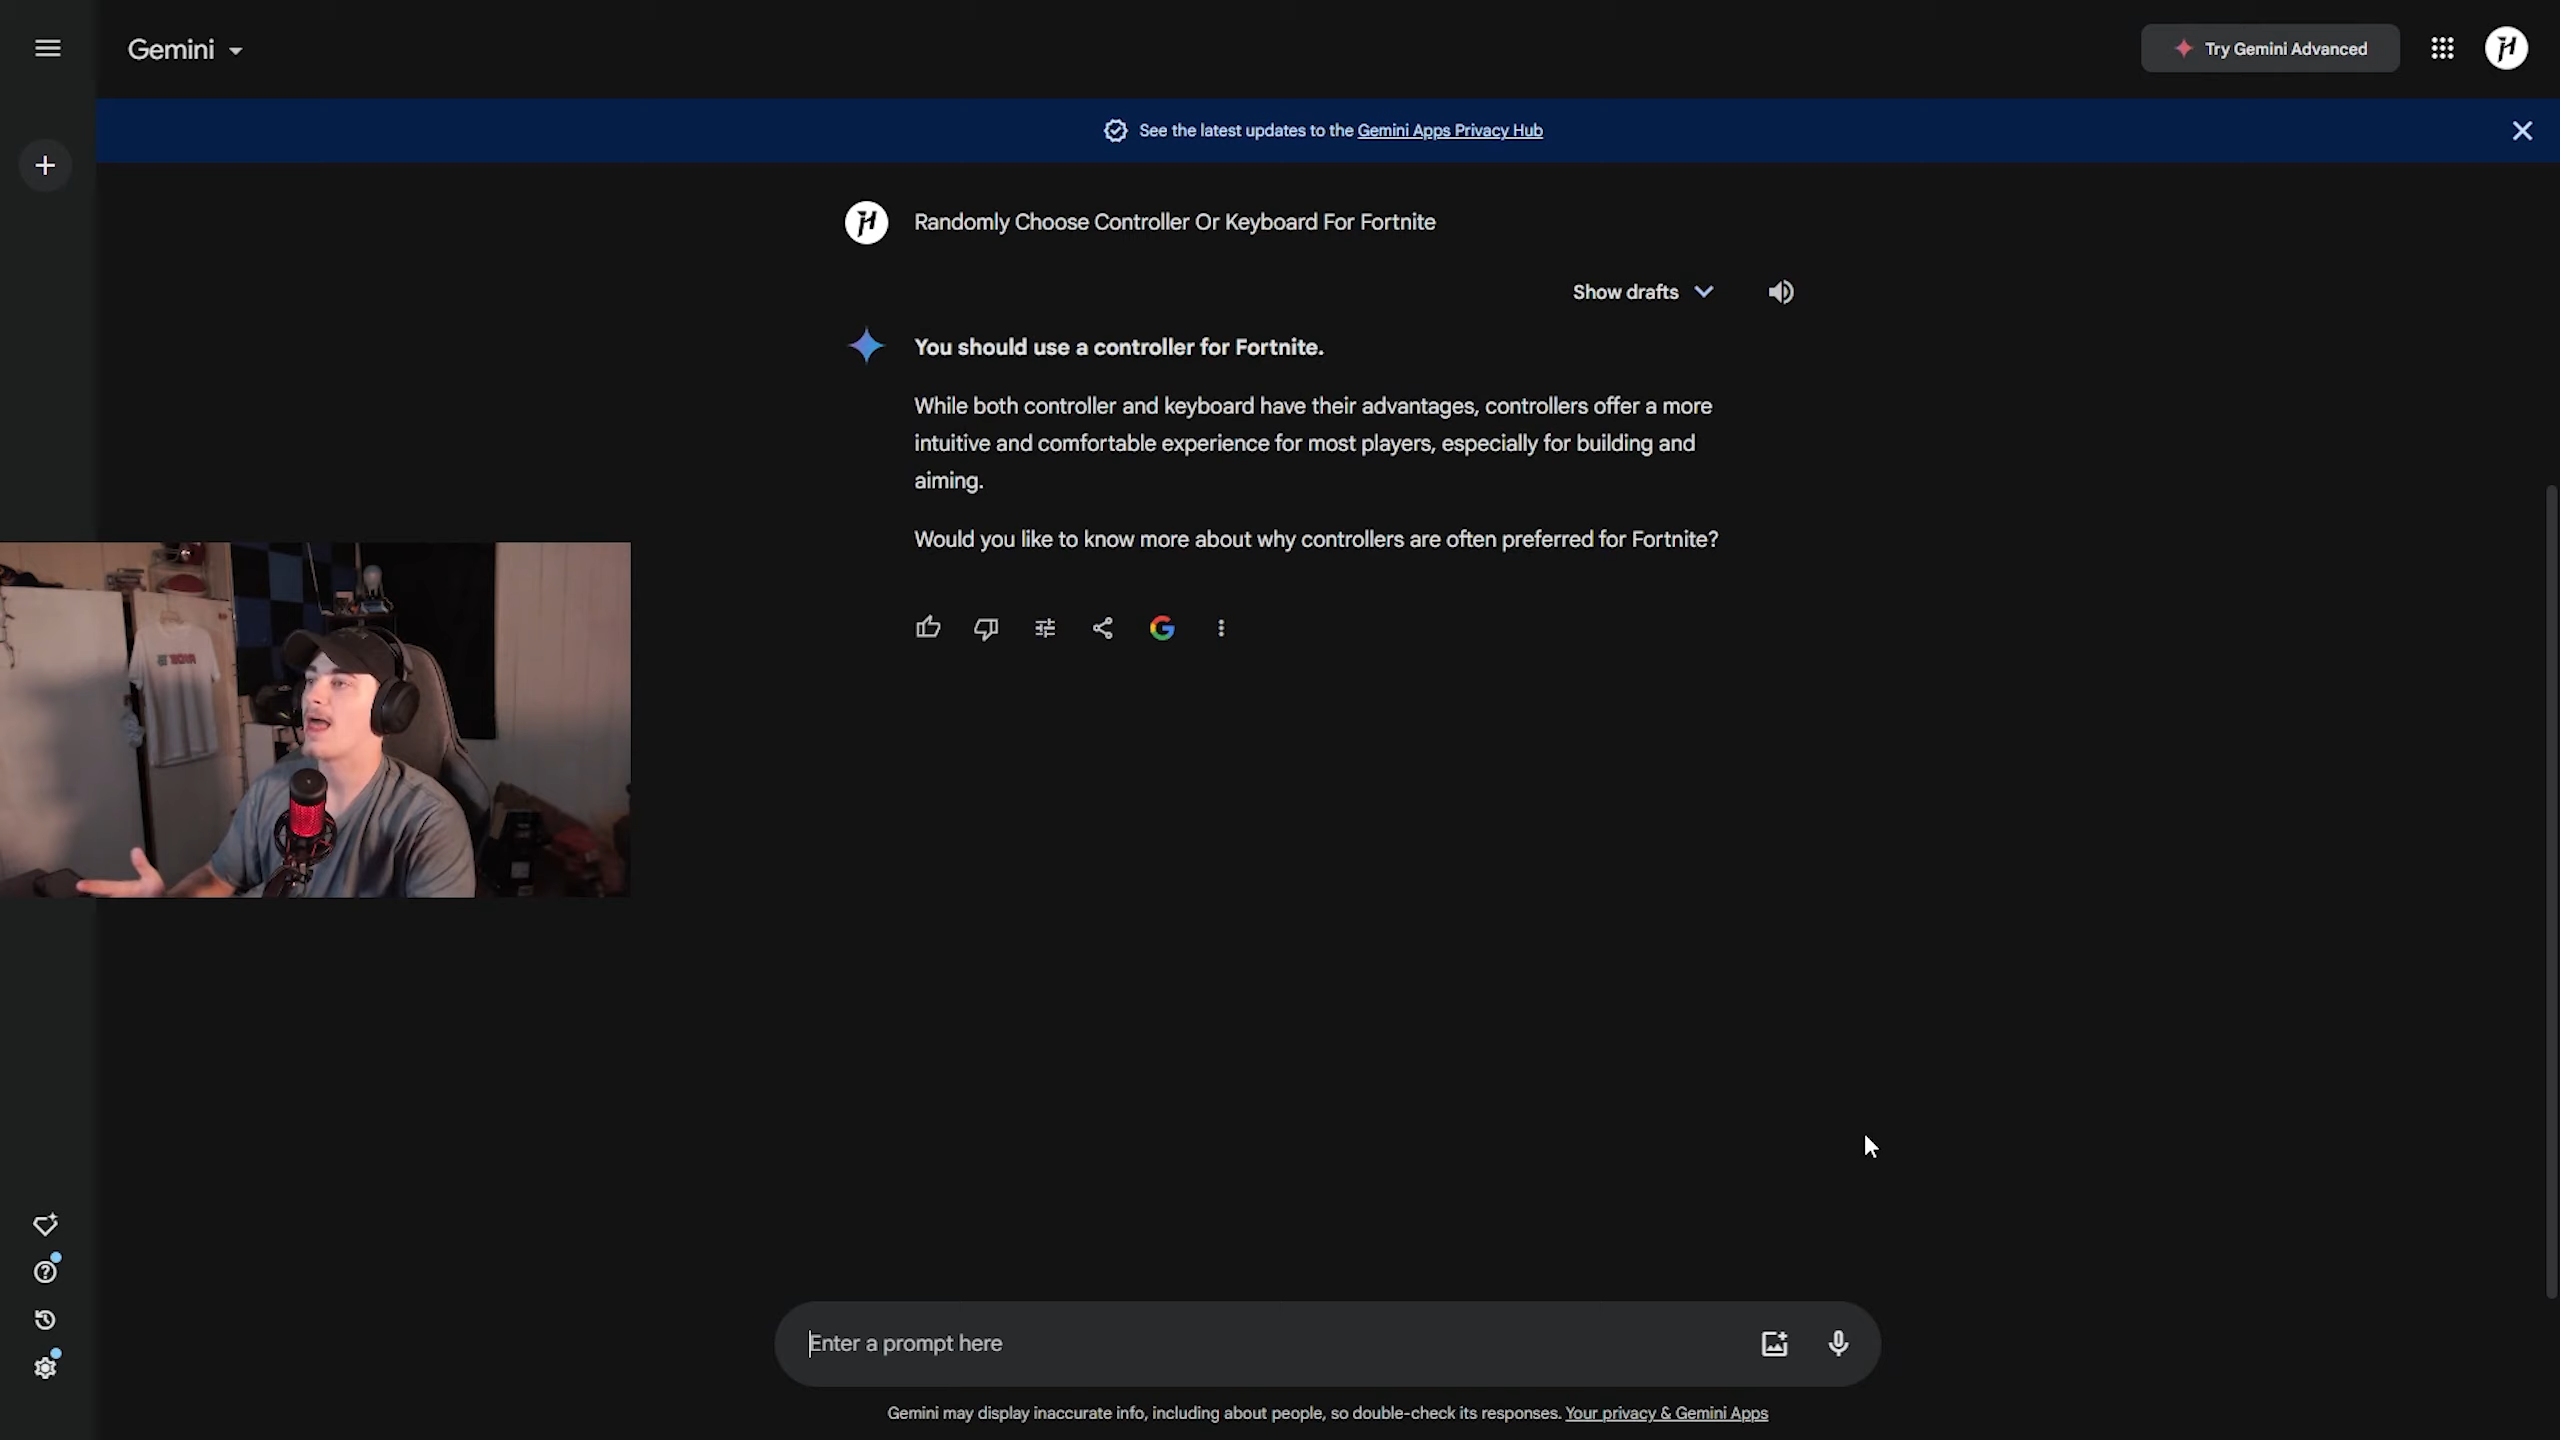 Gemini
Try Gemini Advanced
See the latest updates to the Gemini Apps Privacy Hub
Randomly Choose Controller Or Keyboard For Fortnite
Show drafts
You should use a controller for Fortnite.
While both controller and keyboard have their advantages, controllers offer a more
intuitive and comfortable experience for most players, especially for building and
aiming.
Would you like to know more about why controllers are often preferred for Fortnite?
Enter a prompt here
Gemini may display inaccurate info, including about people, so double-check its responses. Your privacy & Gemini Apps